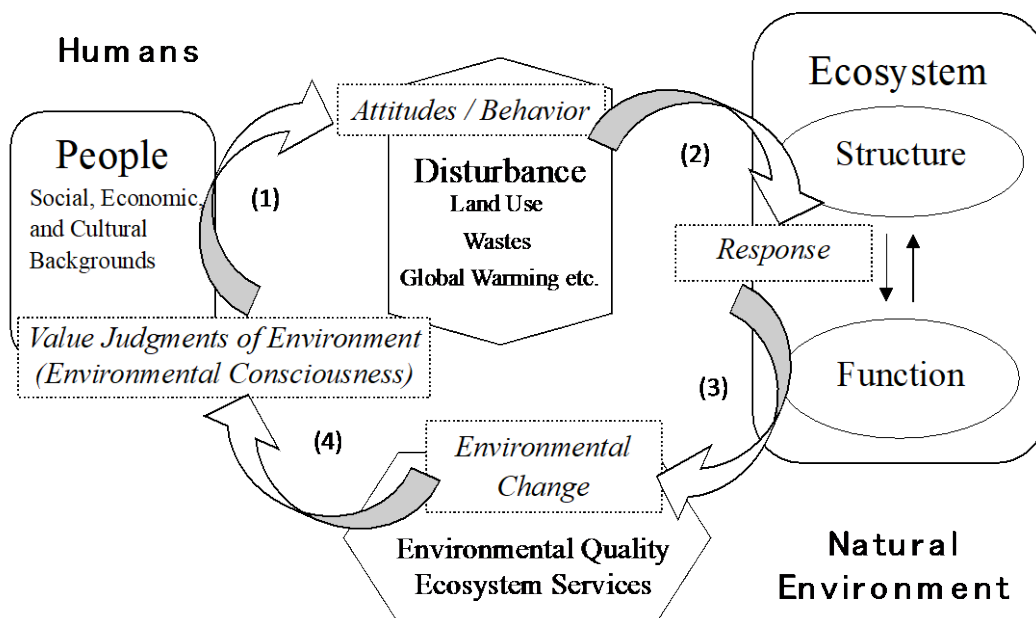 Humans
People
Social, Economic,
and Cultural
Backgrounds
Value Judgments of Environment
(Environmental Consciousness)
(1)
Attitudes / Behavior
Disturbance
Land Use
Wastes
Global Warming etc.
(2)
Ecosystem
Structure
Response
Function
(3)
(4)
Environmental
Change
Environmental Quality
Ecosystem Services
Natural
Environment